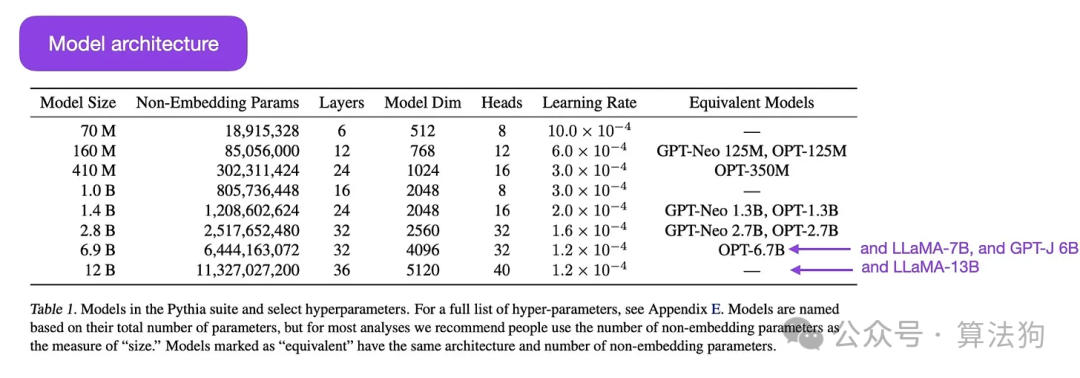 Model architecture
Model Size Non-Embedding Params Layers Model Dim Heads Learning Rate Equivalent Models
70 M 18,915,328 6 512 8 10.0 × 10⁻⁴ —
160 M 85,056,000 12 768 12 6.0 × 10⁻⁴ GPT-Neo 125M, OPT-125M
410 M 302,311,424 24 1024 16 3.0 × 10⁻⁴ OPT-350M
1.0 B 805,736,448 16 2048 8 3.0 × 10⁻⁴ —
1.4 B 1,208,602,624 24 2048 16 2.0 × 10⁻⁴ GPT-Neo 1.3B, OPT-1.3B
2.8 B 2,517,652,480 32 2560 32 1.6 × 10⁻⁴ GPT-Neo 2.7B, OPT-2.7B
6.9 B 6,444,163,072 32 4096 32 1.2 × 10⁻⁴ OPT-6.7B and LLaMA-7B, and GPT-J 6B
12 B 11,327,027,200 36 5120 40 1.2 × 10⁻⁴ — and LLaMA-13B
Table 1. Models in the Pythia suite and select hyperparameters. For a full list of hyper-parameters, see Appendix E. Models are named
based on their total number of parameters, but for most analyses we recommend people use the number of non-embedding parameters as
the measure of “size.” Models marked as “equivalent” have the same architecture and number of non-embedding parameters.
公众号 · 算法狗